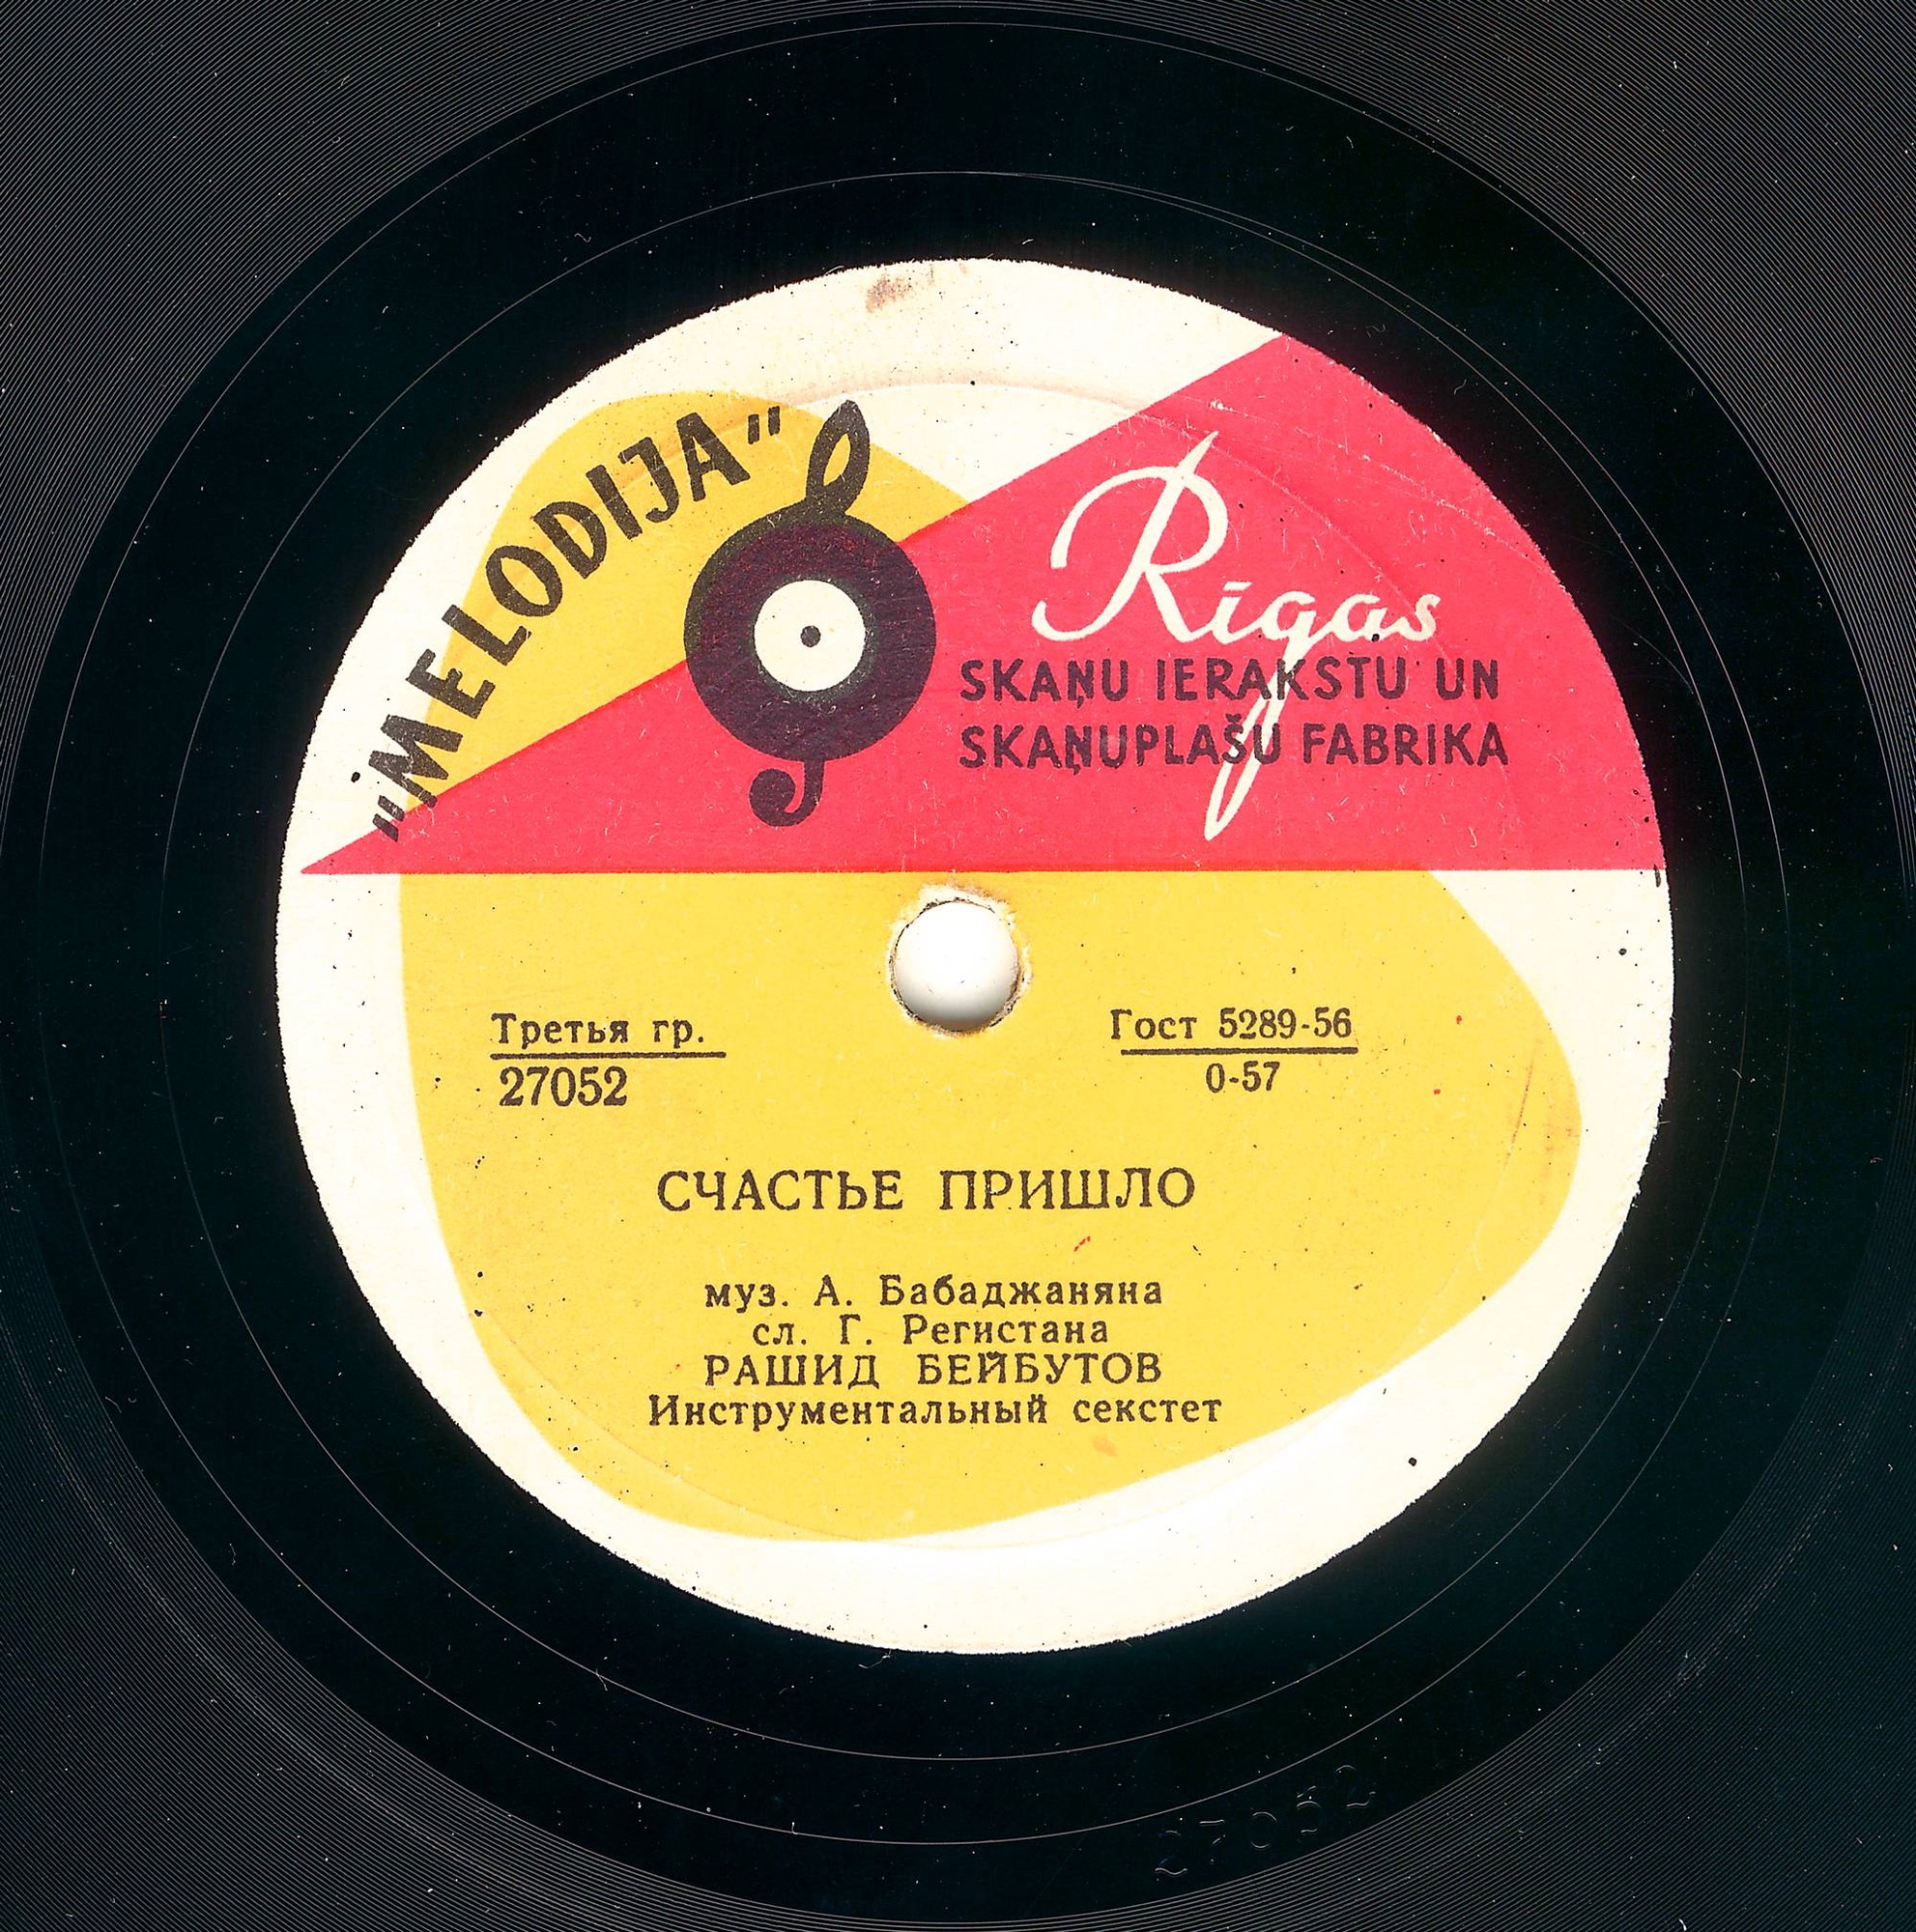 „MELODIJA"
Rigas
SKAŅU IERAKSTU UN
SKAŅUPLAŠU FABRIKA
Третья гр.
27052
Гост 5289-56
0-57
СЧАСТЬЕ ПРИШЛО
муз. А. Бабаджаняна
сл. Г. Регистана
РАШИД БЕЙБУТОВ
Инструментальный секстет
27052